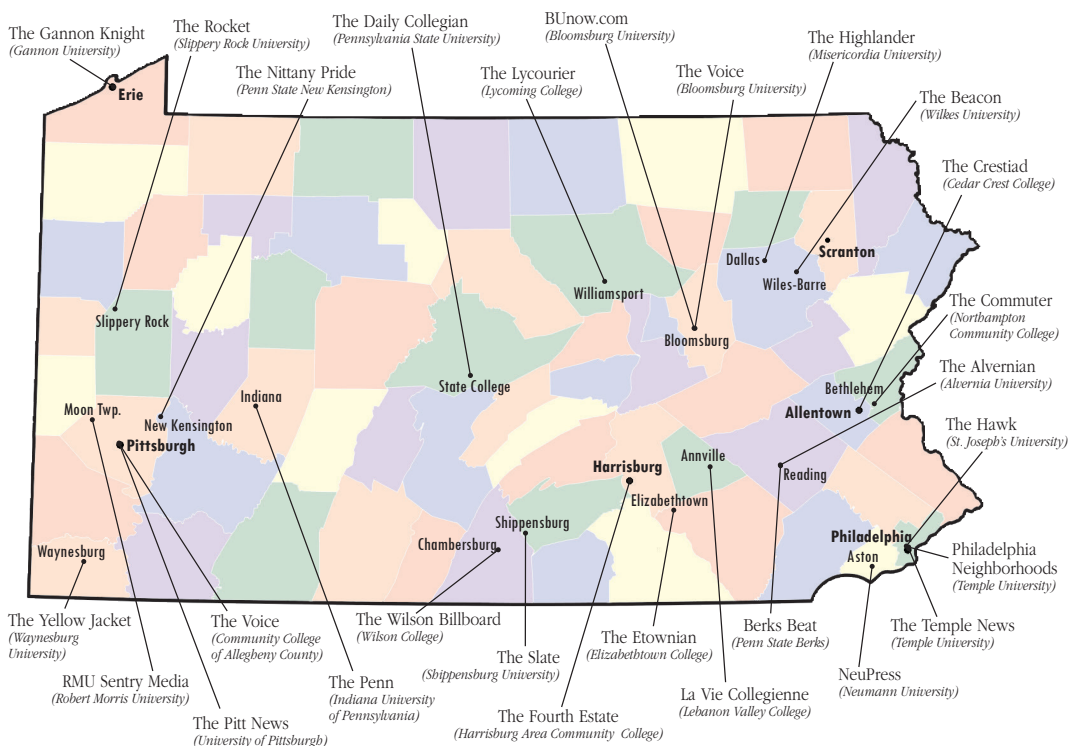 The Gannon Knight
(Gannon University)
The Rocket
(Slippery Rock University)
The Nittany Pride
(Penn State New Kensington)
The Daily Collegian
(Pennsylvania State University)
The Lycourier
(Lycoming College)
BUnow.com
(Bloomsburg University)
The Voice
(Bloomsburg University)
The Highlander
(Misericordia University)
The Beacon
(Wilkes University)
The Crestiad
(Cedar Crest College)
The Commuter
(Northampton
Community College)
The Alvernian
(Alvernia University)
The Hawk
(St. Joseph's University)
Erie
Scranton
Dallas
Wiles-Barre
Williamsport
Slippery Rock
Bloomsburg
State College
Bethlehem
Allentown
Indiana
Moon Twp.
New Kensington
Pittsburgh
Annville
Harrisburg
Reading
Elizabethtown
Shippensburg
Chambersburg
Philadelphia
Aston
Waynesburg
Philadelphia
Neighborhoods
(Temple University)
The Yellow Jacket
(Waynesburg
University)
The Voice
(Community College
of Allegheny County)
The Wilson Billboard
(Wilson College)
The Etownian
(Elizabethtown College)
Berks Beat
(Penn State Berks)
The Temple News
(Temple University)
RMU Sentry Media
(Robert Morris University)
The Penn
(Indiana University
of Pennsylvania)
The Slate
(Shippensburg University)
La Vie Collegienne
(Lebanon Valley College)
NeuPress
(Neumann University)
The Pitt News
(University of Pittsburgh)
The Fourth Estate
(Harrisburg Area Community College)